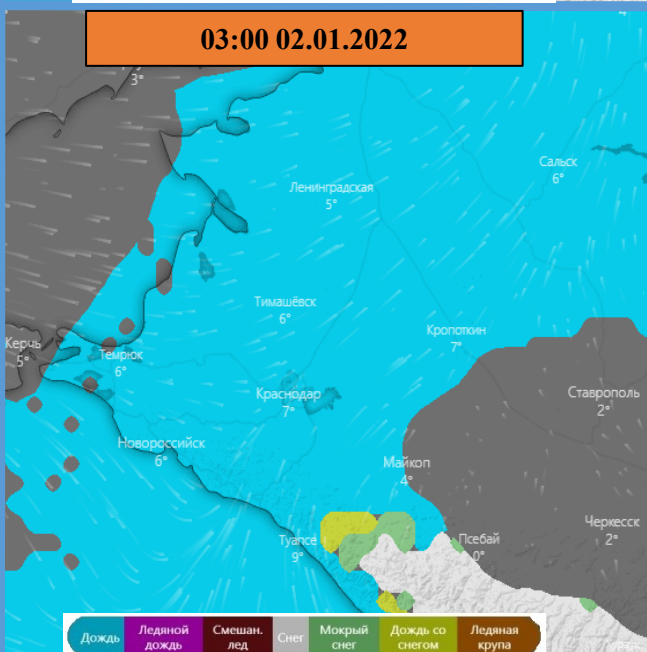 03:00 02.01.2022
3°
Сальск
6°
Ленинградская
5°
Тимашёвск
6°
Керчь
5°
Темрюк
6°
Кропоткин
7°
Краснодар
7°
Ставрополь
2°
Новороссийск
6°
Майкоп
4°
Черкесск
2°
Туапсе
9°
Псебай
0°
Дождь
Ледяной
дождь
Смешан.
лед
Снег
Мокрый
снег
Дождь со
снегом
Ледяная
крупа